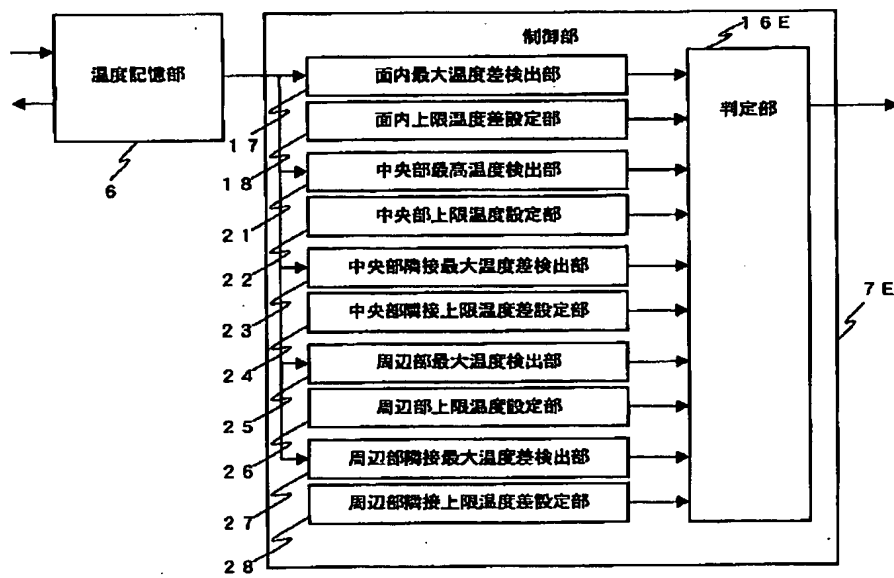 16E
制御部
温度記憶部
面内最大温度差検出部
判定部
17
面内上限温度差設定部
6
18
中央部最高温度検出部
21
中央部上限温度設定部
22
中央部隣接最大温度差検出部
7E
23
中央部隣接上限温度差設定部
24
周辺部最大温度検出部
25
周辺部上限温度設定部
26
周辺部隣接最大温度差検出部
27
周辺部隣接上限温度差設定部
28